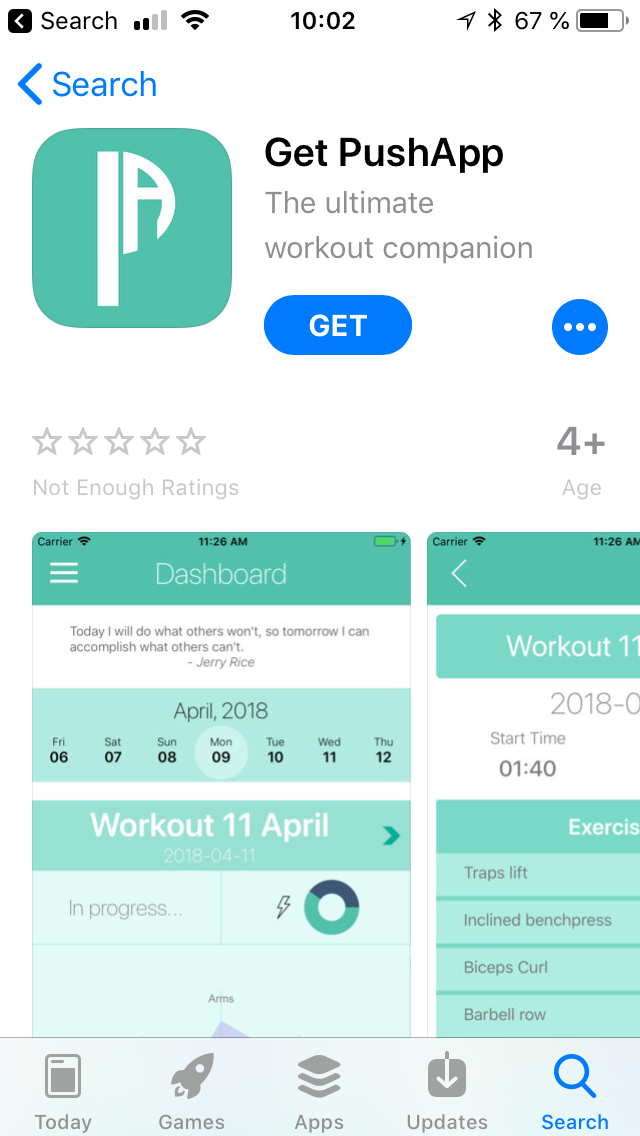 Search 10:02 67 %
Search
Get PushApp
The ultimate
workout companion
GET
4+
Not Enough Ratings Age
Carrier 11:26 AM
Dashboard
Today I will do what others won't, so tomorrow I can
accomplish what others can't.
- Jerry Rice
April, 2018
Fri Sat Sun Mon Tue Wed Thu
06 07 08 09 10 11 12
Workout 11 April
2018-04-11
In progress...
Arms
Carrier 11:26 AM
Workout 11
2018-0
Start Time
01:40
Exercis
Traps lift
Inclined benchpress
Biceps Curl
Barbell row
Today Games Apps Updates Search